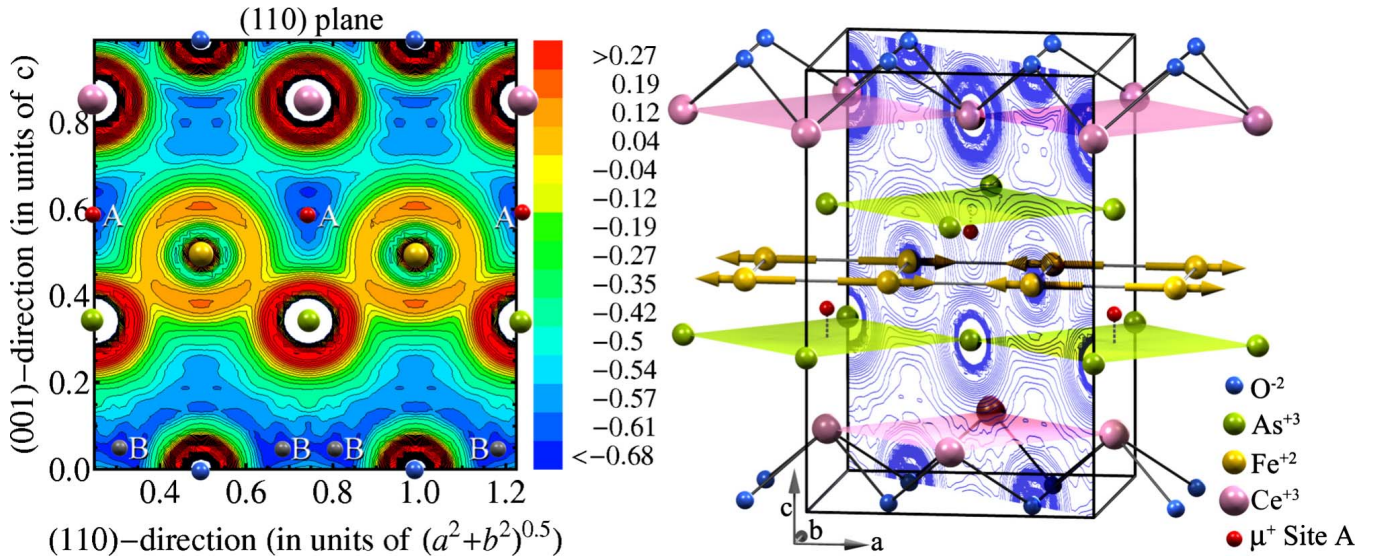 (110) plane
(001)−direction (in units of c)
0.8
0.6
0.4
0.2
0.0
A
A
A
B
B
B
B
0.4
0.6
0.8
1.0
1.2
(110)−direction (in units of (a²+b²)⁰·⁵)
>0.27
0.19
0.12
0.04
−0.04
−0.12
−0.19
−0.27
−0.35
−0.42
−0.5
−0.54
−0.57
−0.61
<−0.68
c
b
a
O⁻²
As⁺³
Fe⁺²
Ce⁺³
μ⁺ Site A